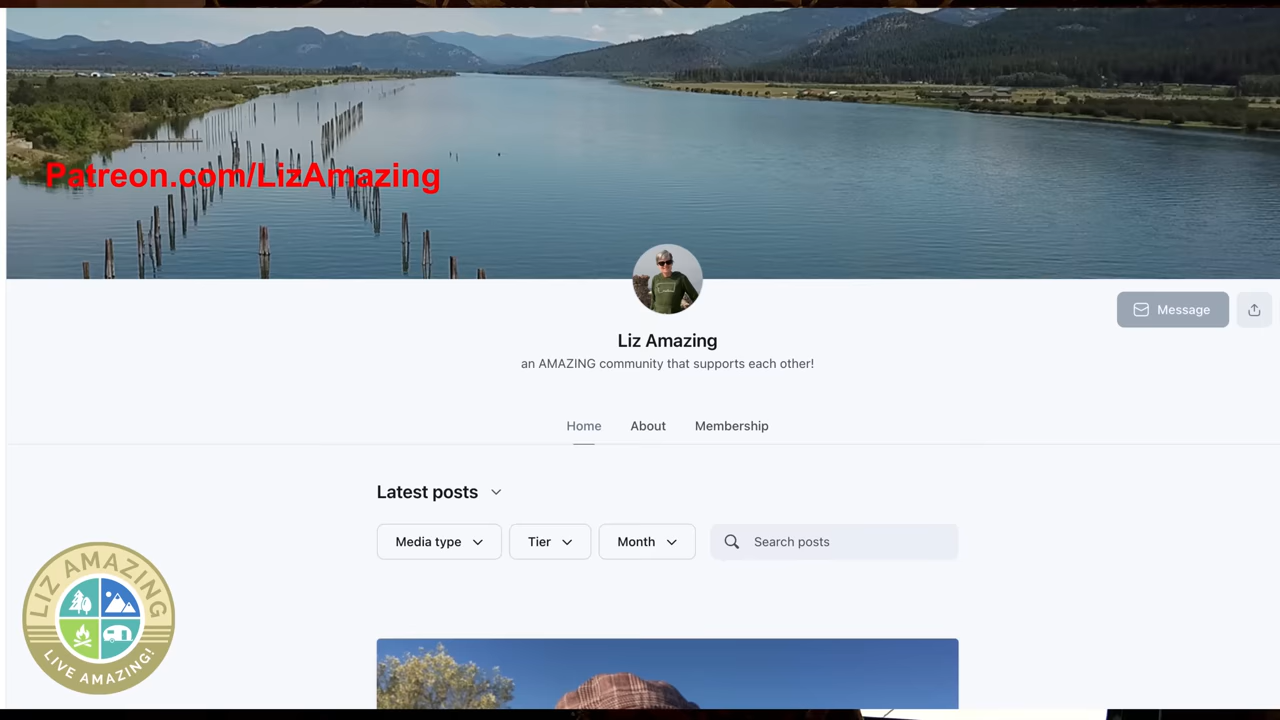 Patreon.com/LizAmazing
Message
Liz Amazing
an AMAZING community that supports each other!
Home About Membership
Latest posts
Media type Tier Month Search posts
LIZ AMAZING
LIVE AMAZING!